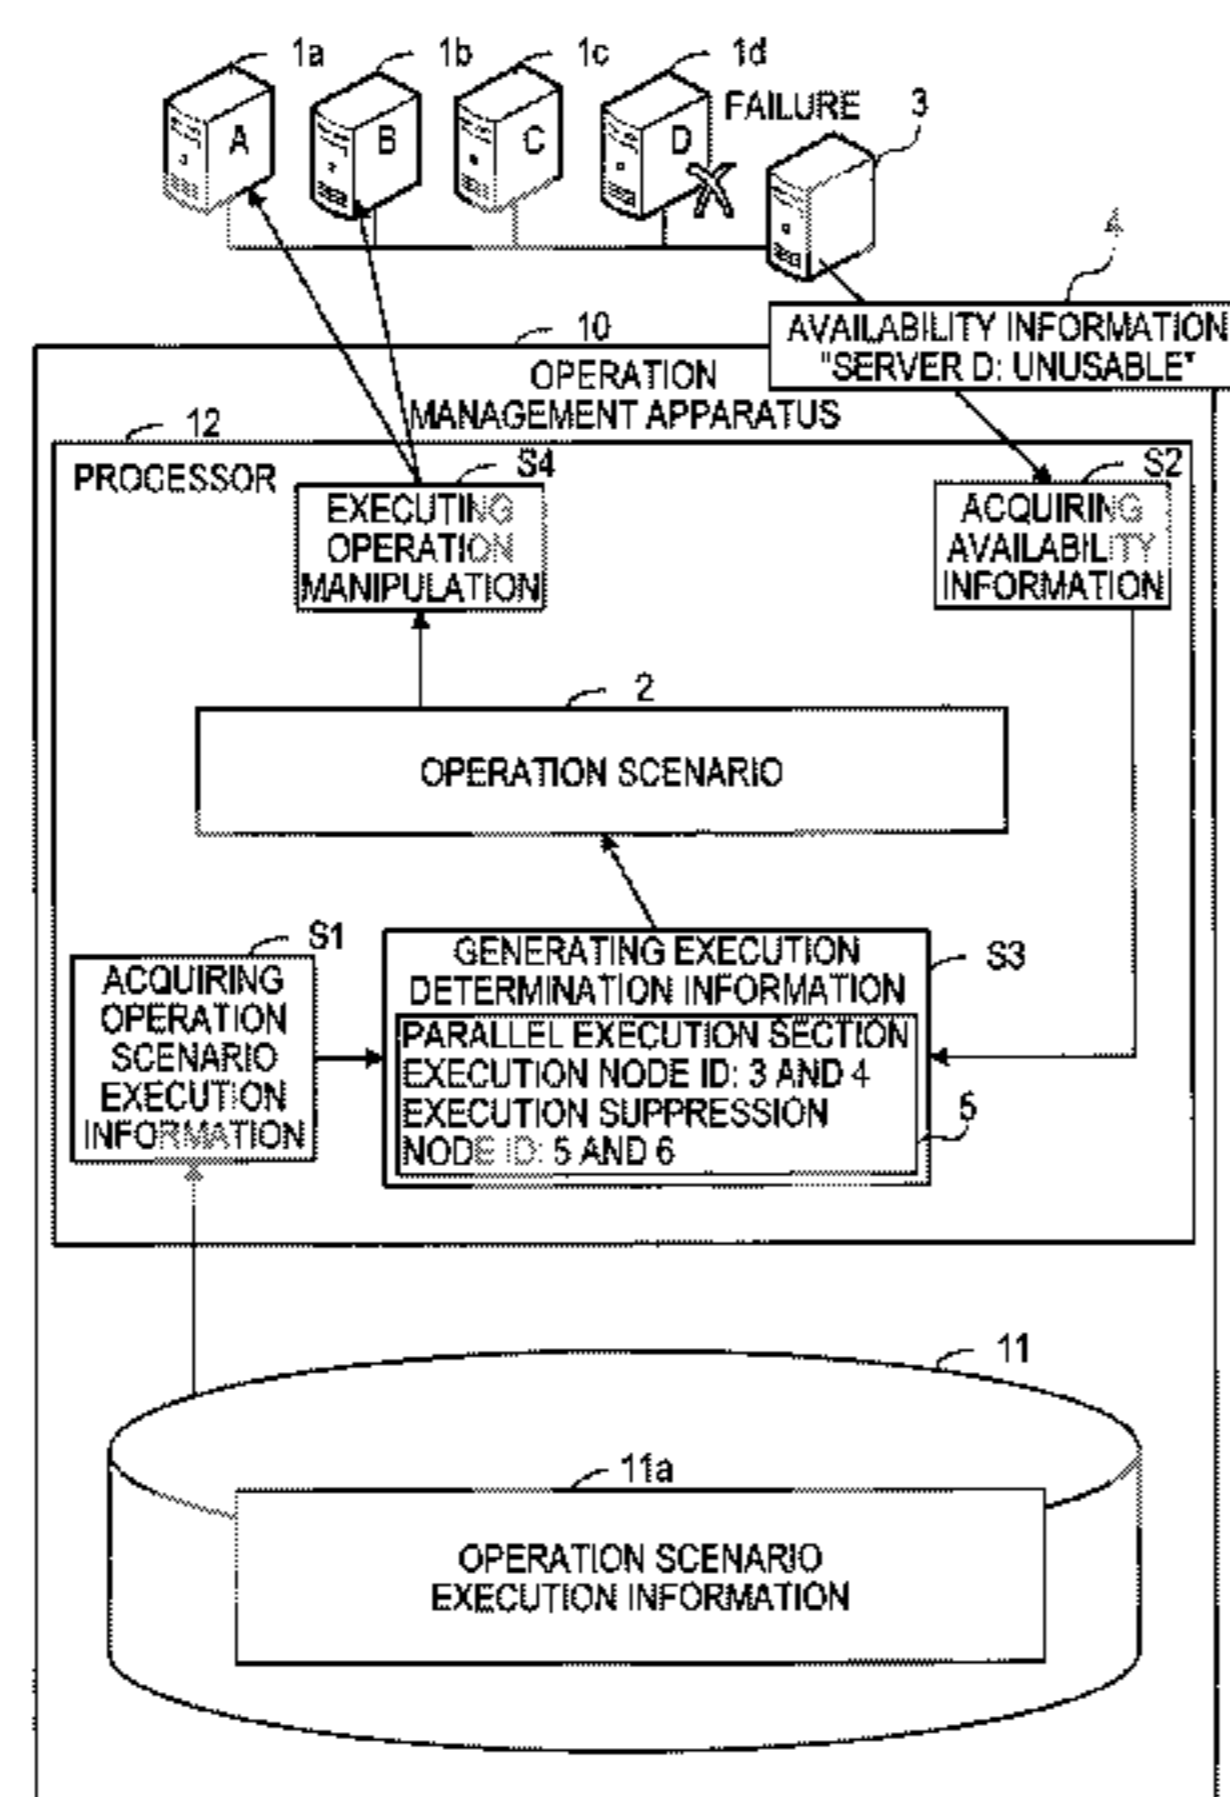 1a 1b 1c 1d
FAILURE 3
A B C D
4
AVAILABILITY INFORMATION
"SERVER D: UNUSABLE"
10
OPERATION
MANAGEMENT APPARATUS
12
PROCESSOR
S4
EXECUTING
OPERATION
MANIPULATION
S2
ACQUIRING
AVAILABILITY
INFORMATION
2
OPERATION SCENARIO
S1
ACQUIRING
OPERATION
SCENARIO
EXECUTION
INFORMATION
S3
GENERATING EXECUTION
DETERMINATION INFORMATION
PARALLEL EXECUTION SECTION
EXECUTION NODE ID: 3 AND 4
EXECUTION SUPPRESSION
NODE ID: 5 AND 6
5
11
11a
OPERATION SCENARIO
EXECUTION INFORMATION